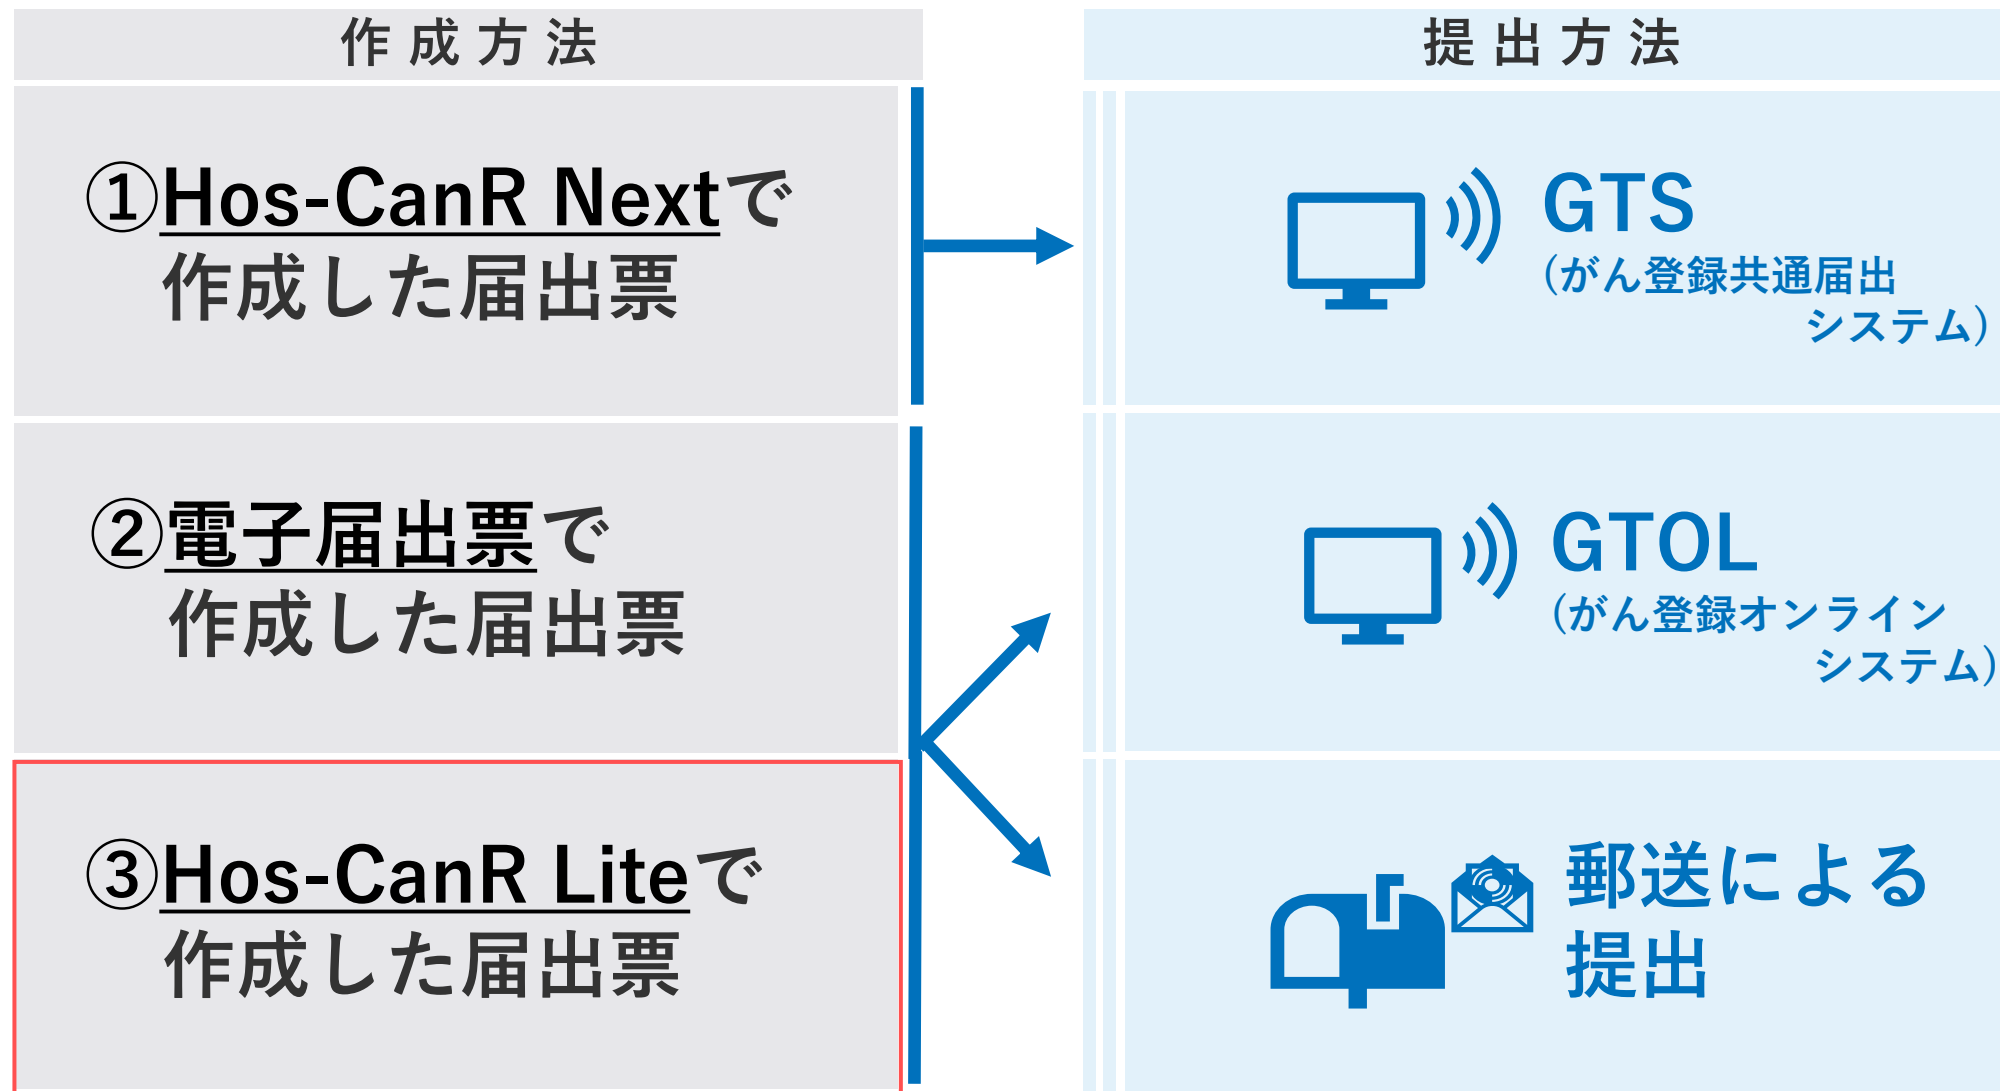 作成方法
提出方法
①Hos-CanR Nextで
作成した届出票
GTS
(がん登録共通届出
システム)
②電子届出票で
作成した届出票
GTOL
(がん登録オンライン
システム)
③Hos-CanR Liteで
作成した届出票
郵送による
提出